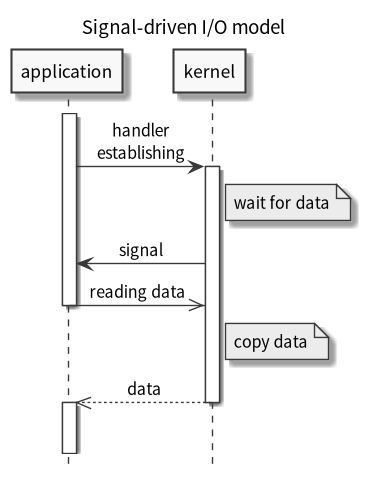 Signal-driven I/O model
application
kernel
handler
establishing
wait for data
signal
reading data
copy data
data